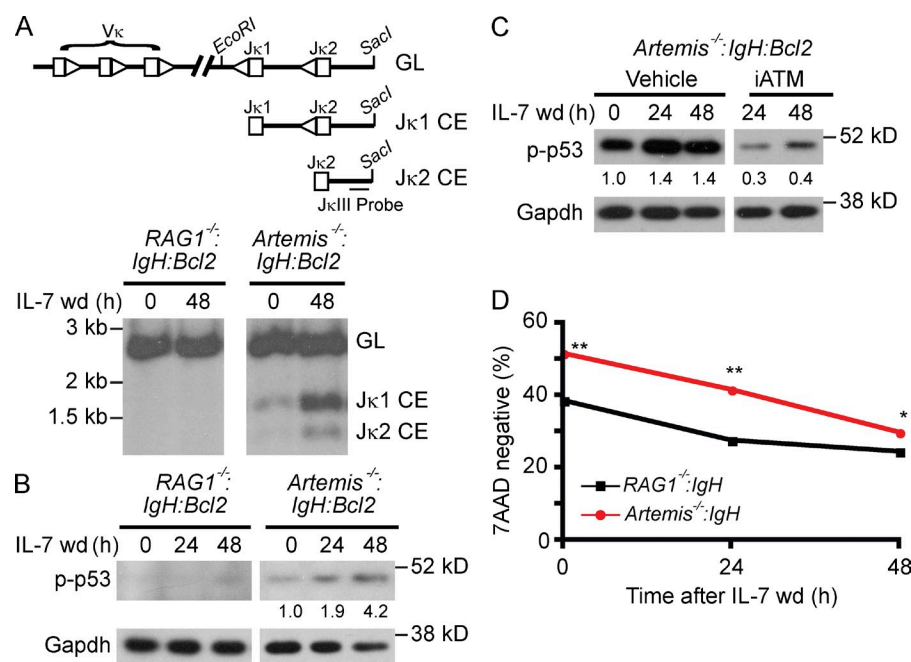 A
Vκ
EcoRI
Jκ1
Jκ2
SacI
GL
Jκ1
Jκ2
SacI
Jκ1 CE
Jκ2
SacI
Jκ2 CE
JκIII Probe
RAG1-/-:
IgH:Bcl2
Artemis-/-:
IgH:Bcl2
IL-7 wd (h) 0 48 0 48
3 kb
GL
2 kb
Jκ1 CE
1.5 kb
Jκ2 CE
B
RAG1-/-:
IgH:Bcl2
Artemis-/-:
IgH:Bcl2
IL-7 wd (h) 0 24 48 0 24 48
p-p53
52 kD
1.0 1.9 4.2
Gapdh
38 kD
C
Artemis-/-:IgH:Bcl2
Vehicle iATM
IL-7 wd (h) 0 24 48 24 48
p-p53
52 kD
1.0 1.4 1.4 0.3 0.4
Gapdh
38 kD
D
7AAD negative (%)
60
40
20
0
**
**
*
RAG1-/-:IgH
Artemis-/-:IgH
0 24 48
Time after IL-7 wd (h)